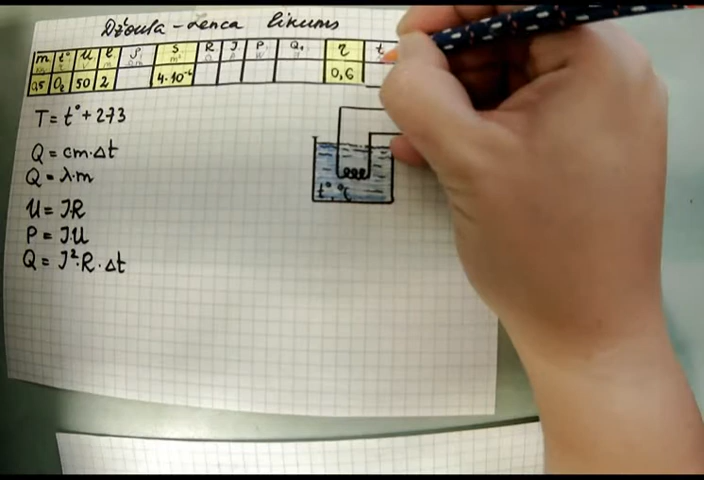 Džoula-Lenca likums
m t° U l ρ S R I P Q η t
0,5 O₂ 50 2 4·10⁻⁶ 0,6
T = t° + 273
Q = cm·Δt
Q = λ·m
U = IR
P = IU
Q = I²·R·Δt
t°, °C